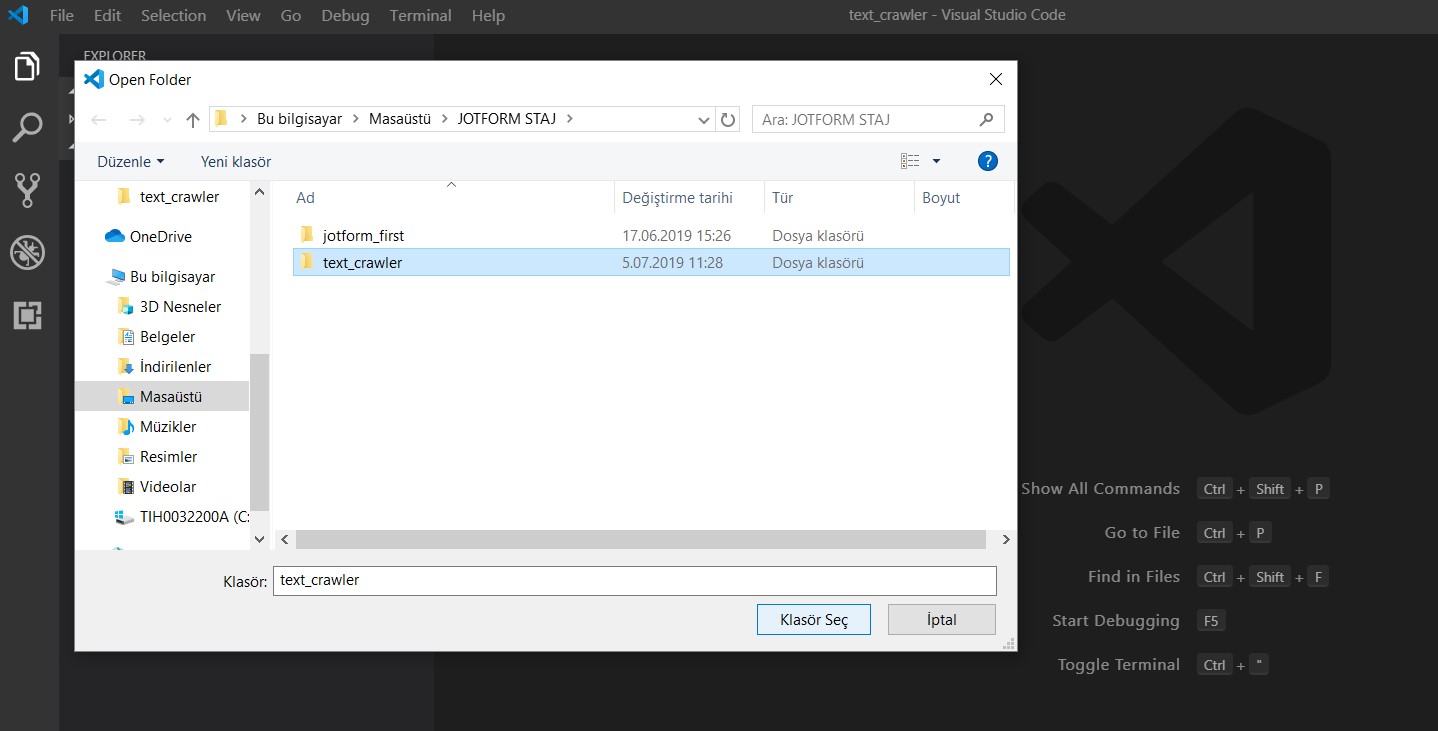 File Edit Selection View Go Debug Terminal Help
text_crawler - Visual Studio Code
EXPLORER
Open Folder
Bu bilgisayar > Masaüstü > JOTFORM STAJ >
Ara: JOTFORM STAJ
Düzenle Yeni klasör
?
text_crawler
OneDrive
Bu bilgisayar
3D Nesneler
Belgeler
İndirilenler
Masaüstü
Müzikler
Resimler
Videolar
TIH0032200A (C:
Ad Değiştirme tarihi Tür Boyut
jotform_first 17.06.2019 15:26 Dosya klasörü
text_crawler 5.07.2019 11:28 Dosya klasörü
Klasör: text_crawler
Klasör Seç İptal
Show All Commands Ctrl + Shift + P
Go to File Ctrl + P
Find in Files Ctrl + Shift + F
Start Debugging F5
Toggle Terminal Ctrl + "